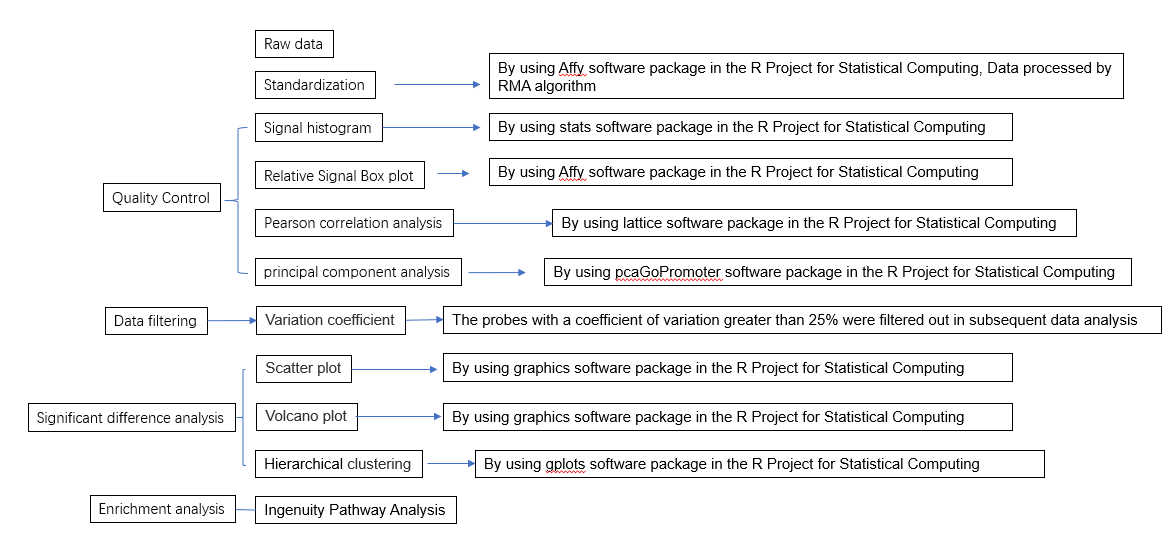 Raw data
Standardization
By using Affy software package in the R Project for Statistical Computing, Data processed by
RMA algorithm
Signal histogram
By using stats software package in the R Project for Statistical Computing
Relative Signal Box plot
By using Affy software package in the R Project for Statistical Computing
Quality Control
Pearson correlation analysis
By using lattice software package in the R Project for Statistical Computing
principal component analysis
By using pcaGoPromoter software package in the R Project for Statistical Computing
Data filtering
Variation coefficient
The probes with a coefficient of variation greater than 25% were filtered out in subsequent data analysis
Scatter plot
By using graphics software package in the R Project for Statistical Computing
Significant difference analysis
Volcano plot
By using graphics software package in the R Project for Statistical Computing
Hierarchical clustering
By using gplots software package in the R Project for Statistical Computing
Enrichment analysis
Ingenuity Pathway Analysis